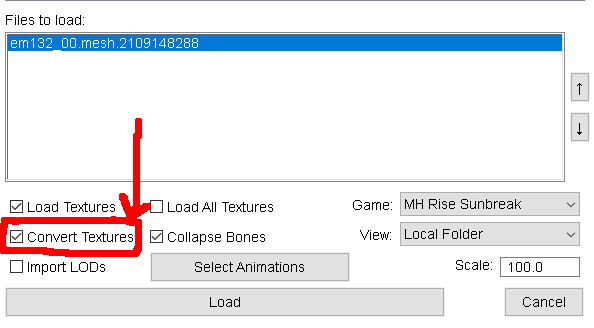 Files to load:
em132_00.mesh.2109148288
↑
↓
Load Textures Load All Textures Game: MH Rise Sunbreak
Convert Textures Collapse Bones View: Local Folder
Import LODs Select Animations Scale: 100.0
Load Cancel